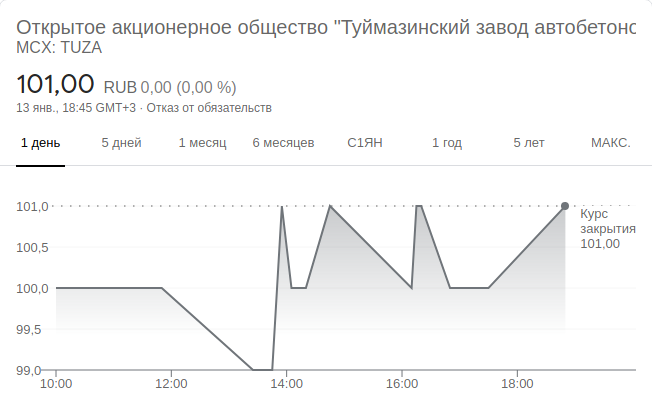 Открытое акционерное общество "Туймазинский завод автобетоно
MCX: TUZA
101,00 RUB 0,00 (0,00 %)
13 янв., 18:45 GMT+3 · Отказ от обязательств
1 день 5 дней 1 месяц 6 месяцев С1ЯН 1 год 5 лет МАКС.
101,0
Курс
закрытия
101,00
100,5
100,0
99,5
99,0
10:00 12:00 14:00 16:00 18:00